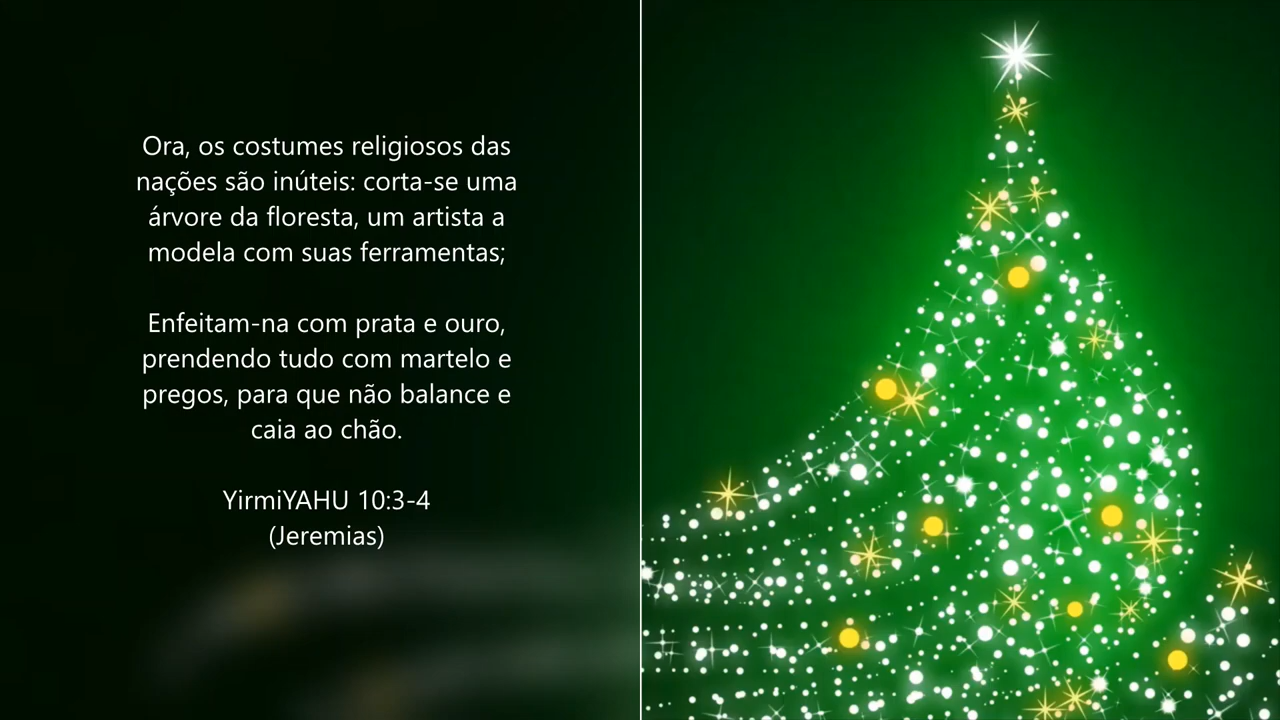 Ora, os costumes religiosos das
nações são inúteis: corta-se uma
árvore da floresta, um artista a
modela com suas ferramentas;
Enfeitam-na com prata e ouro,
prendendo tudo com martelo e
pregos, para que não balance e
caia ao chão.
YirmiYAHU 10:3-4
(Jeremias)